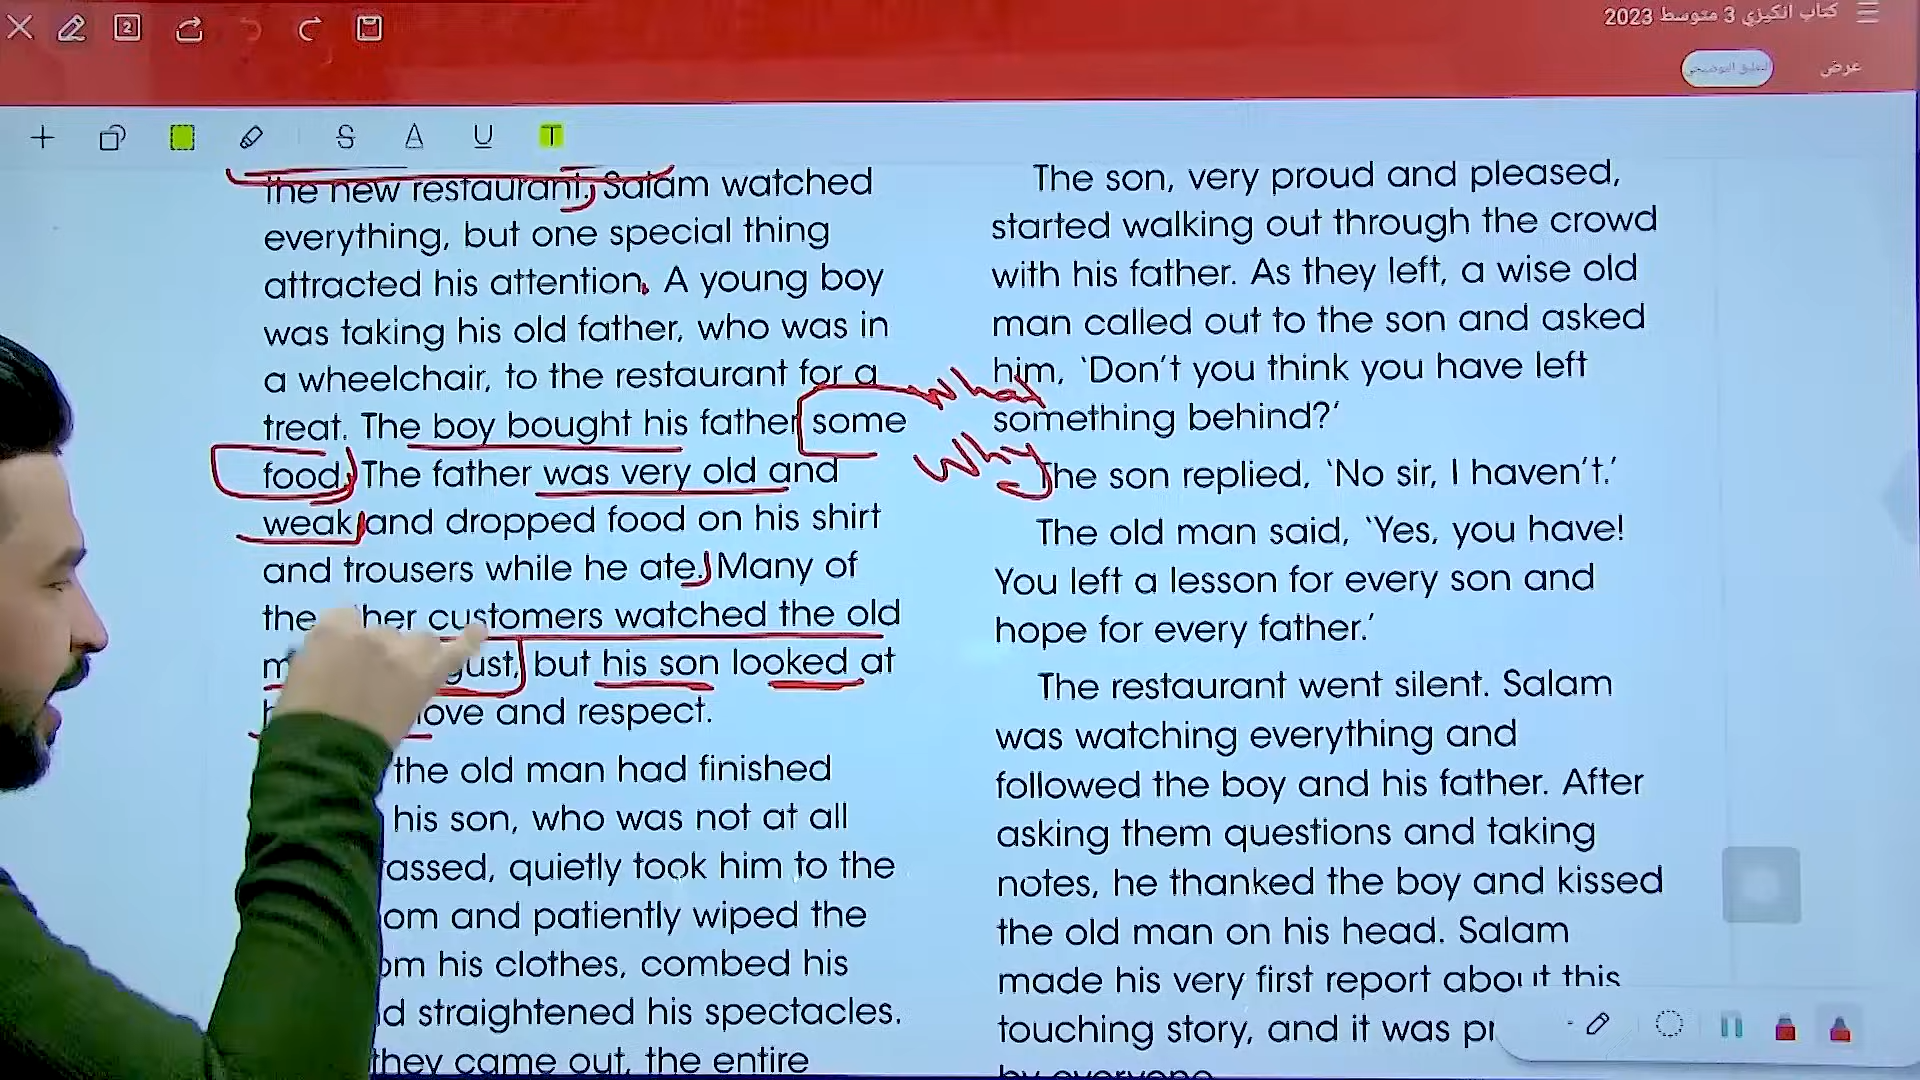 كتاب انكيزي 3 متوسط 2023
عرض
the new restaurant. Salam watched
everything, but one special thing
attracted his attention. A young boy
was taking his old father, who was in
a wheelchair, to the restaurant for a
treat. The boy bought his father some
food. The father was very old and
weak and dropped food on his shirt
and trousers while he ate. Many of
the her customers watched the old
gust, but his son looked at
ove and respect.
the old man had finished
his son, who was not at all
assed, quietly took him to the
om and patiently wiped the
om his clothes, combed his
d straightened his spectacles.
they came out, the entire
What
Why
The son, very proud and pleased,
started walking out through the crowd
with his father. As they left, a wise old
man called out to the son and asked
him, ‘Don’t you think you have left
something behind?’
The son replied, ‘No sir, I haven’t.’
The old man said, ‘Yes, you have!
You left a lesson for every son and
hope for every father.’
The restaurant went silent. Salam
was watching everything and
followed the boy and his father. After
asking them questions and taking
notes, he thanked the boy and kissed
the old man on his head. Salam
made his very first report about this
touching story, and it was pr
by everyone